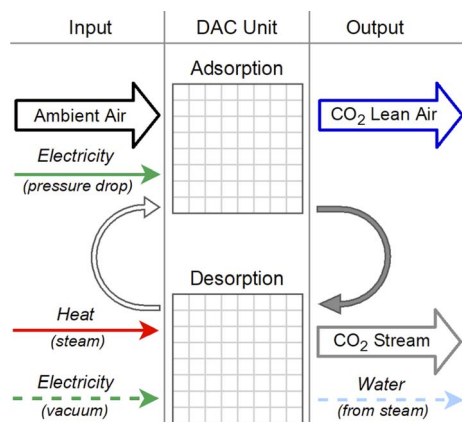 Input DAC Unit Output
Adsorption
Ambient Air
CO2 Lean Air
Electricity
(pressure drop)
Desorption
Heat
(steam)
CO2 Stream
Electricity
(vacuum)
Water
(from steam)